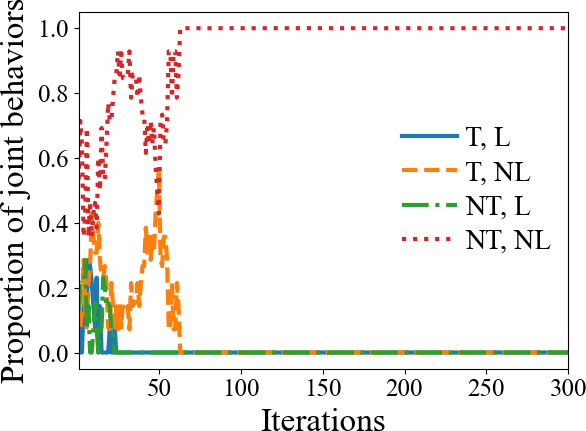 Proportion of joint behaviors
1.0
0.8
0.6
0.4
0.2
0.0
T, L
T, NL
NT, L
NT, NL
50 100 150 200 250 300
Iterations